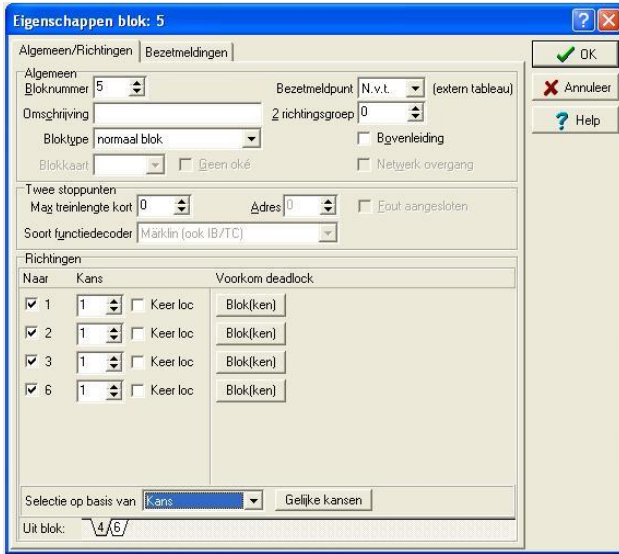 Eigenschappen blok: 5
Algemeen/Richtingen Bezetmeldingen
OK
Annuleer
Help
Algemeen
Bloknummer 5 Bezetmeldpunt N.v.t. (extern tableau)
Omschrijving 2 richtingsgroep 0
Bloktype normaal blok Bovenleiding
Blokkaart Geen oké Netwerk overgang
Twee stoppunten
Max treinlengte kort 0 Adres 0 Fout aangesloten
Soort functiedecoder Märklin (ook IB/TC)
Richtingen
Naar Kans Voorkom deadlock
1 1 Keer loc Blok(ken)
2 1 Keer loc Blok(ken)
3 1 Keer loc Blok(ken)
6 1 Keer loc Blok(ken)
Selectie op basis van Kans Gelijke kansen
Uit blok: 4 6